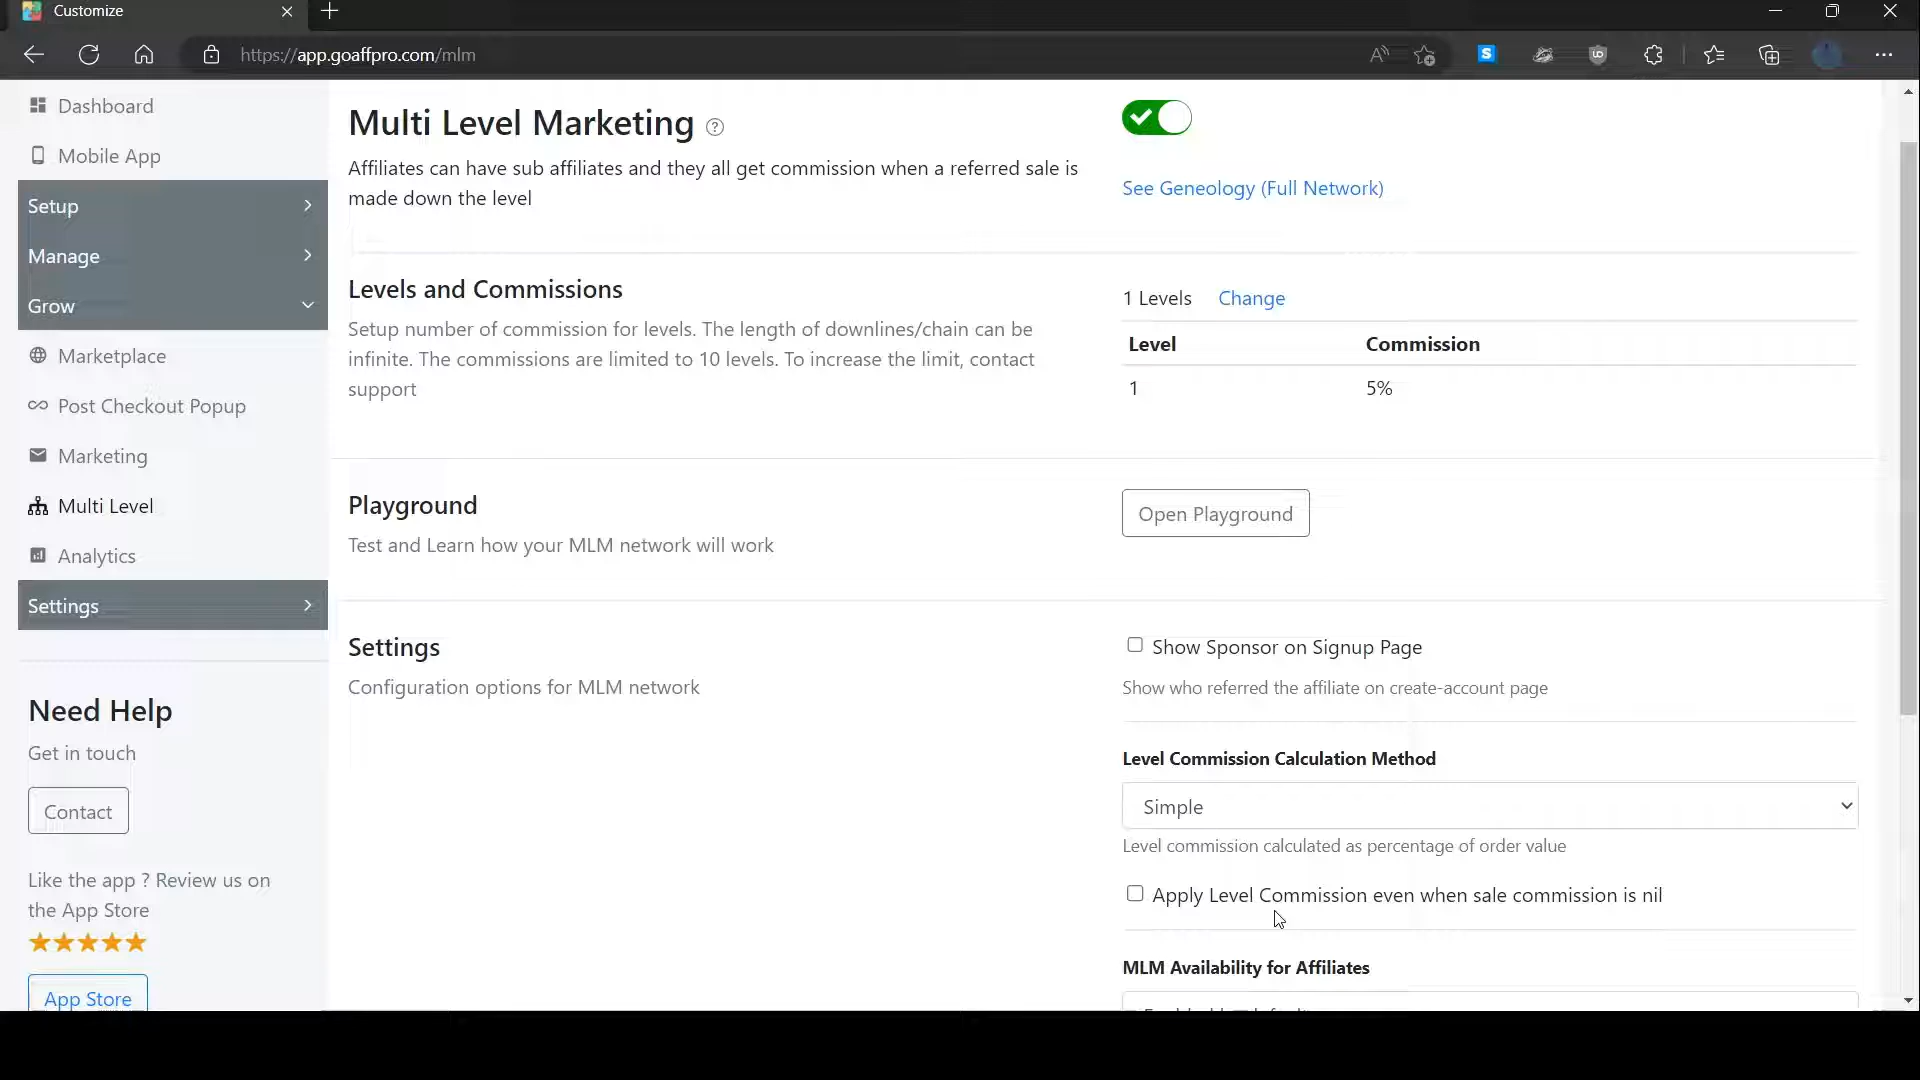 Customize
https://app.goaffpro.com/mlm
Dashboard
Mobile App
Setup
Manage
Grow
Marketplace
Post Checkout Popup
Marketing
Multi Level
Analytics
Settings
Need Help
Get in touch
Contact
Like the app ? Review us on
the App Store
App Store
Multi Level Marketing
Affiliates can have sub affiliates and they all get commission when a referred sale is
made down the level
See Geneology (Full Network)
Levels and Commissions
Setup number of commission for levels. The length of downlines/chain can be
infinite. The commissions are limited to 10 levels. To increase the limit, contact
support
1 Levels Change
Level Commission
1 5%
Playground
Test and Learn how your MLM network will work
Open Playground
Settings
Configuration options for MLM network
Show Sponsor on Signup Page
Show who referred the affiliate on create-account page
Level Commission Calculation Method
Simple
Level commission calculated as percentage of order value
Apply Level Commission even when sale commission is nil
MLM Availability for Affiliates